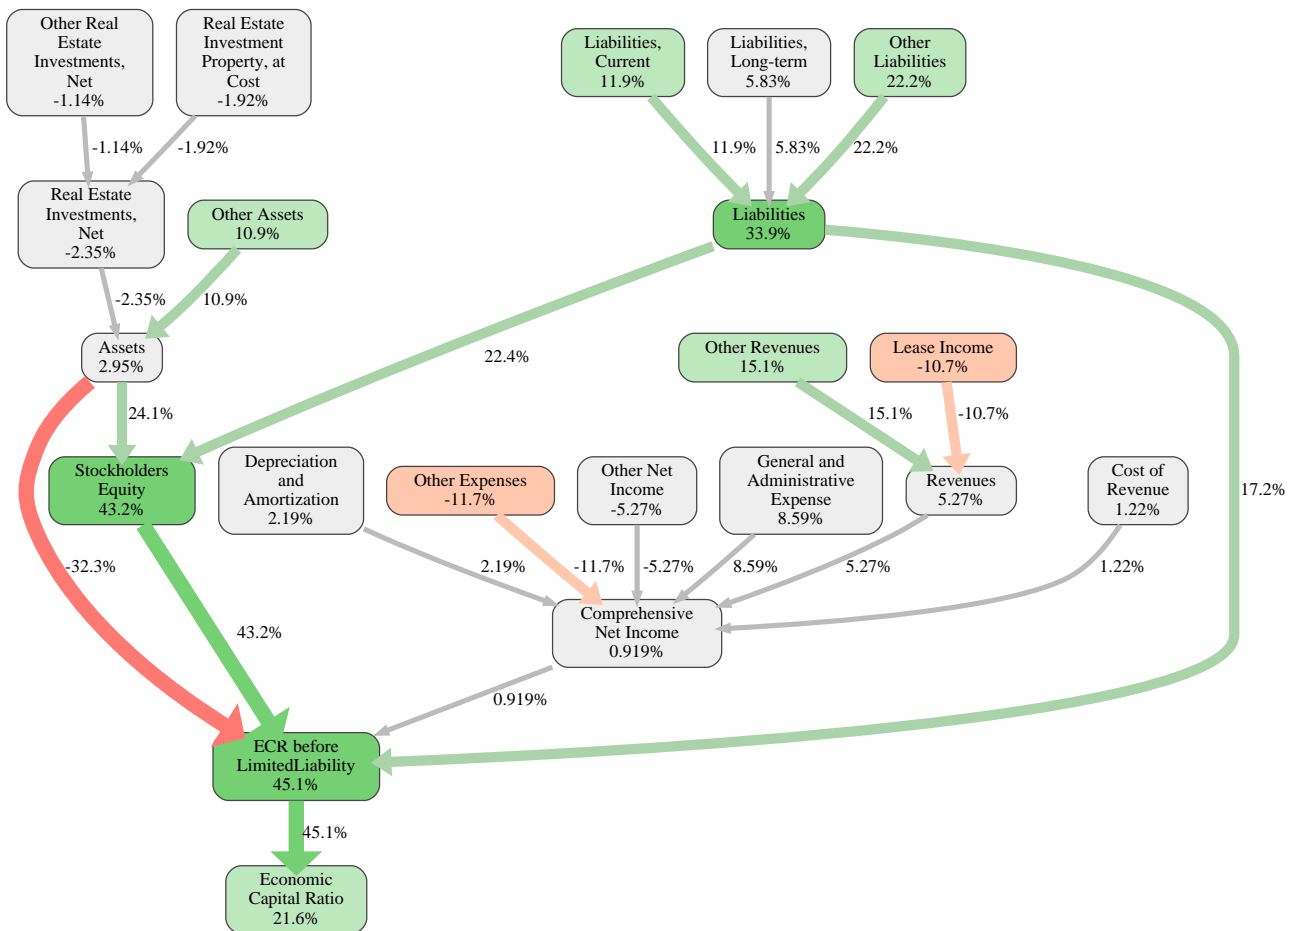 Other Real
Estate
Investments,
Net
-1.14%
Real Estate
Investment
Property, at
Cost
-1.92%
Liabilities,
Current
11.9%
Liabilities,
Long-term
5.83%
Other
Liabilities
22.2%
-1.14%
-1.92%
11.9%
5.83%
22.2%
Real Estate
Investments,
Net
-2.35%
Other Assets
10.9%
Liabilities
33.9%
-2.35%
10.9%
Assets
2.95%
22.4%
Other Revenues
15.1%
Lease Income
-10.7%
24.1%
15.1%
-10.7%
Stockholders
Equity
43.2%
Depreciation
and
Amortization
2.19%
Other Expenses
-11.7%
Other Net
Income
-5.27%
General and
Administrative
Expense
8.59%
Revenues
5.27%
Cost of
Revenue
1.22%
17.2%
-32.3%
2.19%
-11.7%
-5.27%
8.59%
5.27%
1.22%
43.2%
Comprehensive
Net Income
0.919%
0.919%
ECR before
LimitedLiability
45.1%
45.1%
Economic
Capital Ratio
21.6%